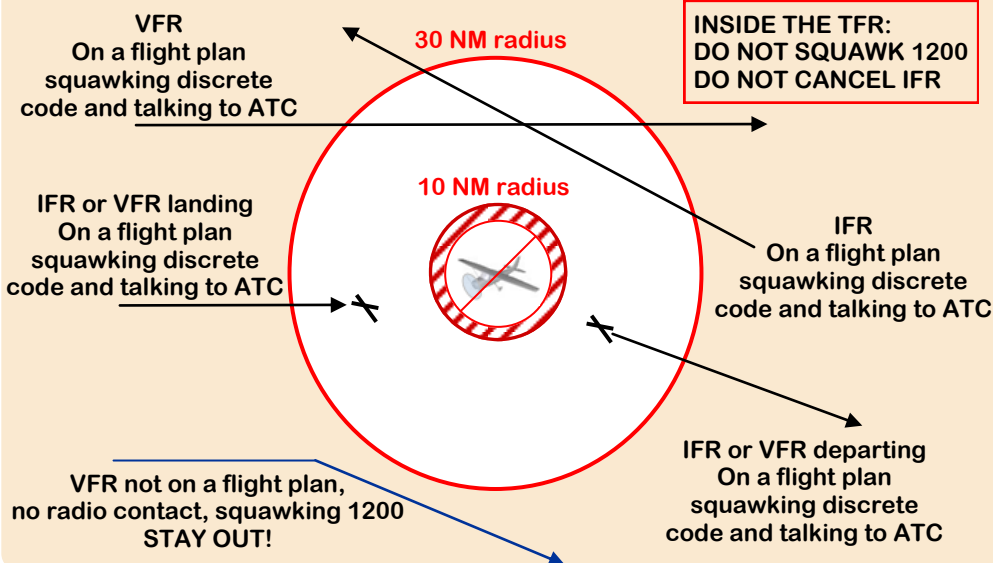 VFR
On a flight plan
squawking discrete
code and talking to ATC
30 NM radius
INSIDE THE TFR:
DO NOT SQUAWK 1200
DO NOT CANCEL IFR
10 NM radius
IFR or VFR landing
On a flight plan
squawking discrete
code and talking to ATC
IFR
On a flight plan
squawking discrete
code and talking to ATC
VFR not on a flight plan,
no radio contact, squawking 1200
STAY OUT!
IFR or VFR departing
On a flight plan
squawking discrete
code and talking to ATC